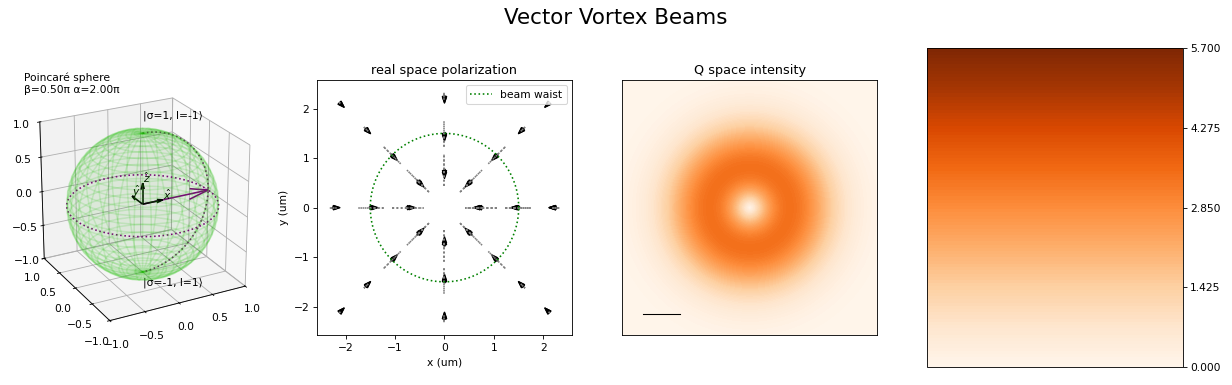 Vector Vortex Beams
Poincaré sphere
β=0.50π α=2.00π
|σ=1, l=-1⟩
ẑ
ŷ
x̂
|σ=-1, l=1⟩
1.0
0.5
0.0
−0.5
−1.0
1.0
0.5
0.0
−0.5
−1.0
−1.0
−0.5
0.0
0.5
1.0
real space polarization
beam waist
y (um)
2
1
0
−1
−2
−2
−1
0
1
2
x (um)
Q space intensity
5.700
4.275
2.850
1.425
0.000